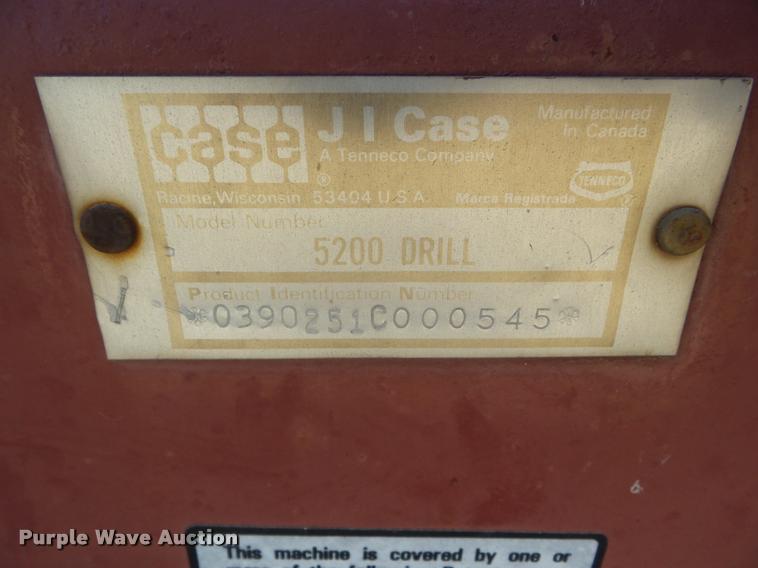 case
J I Case
A Tenneco Company
®
Manufactured
In Canada
TENNECO
®
Racine, Wisconsin 53404 U.S.A. Marca Registrada
Model Number
5200 DRILL
Product Identification Number
*0390251C000545*
This machine is covered by one or
Purple Wave Auction